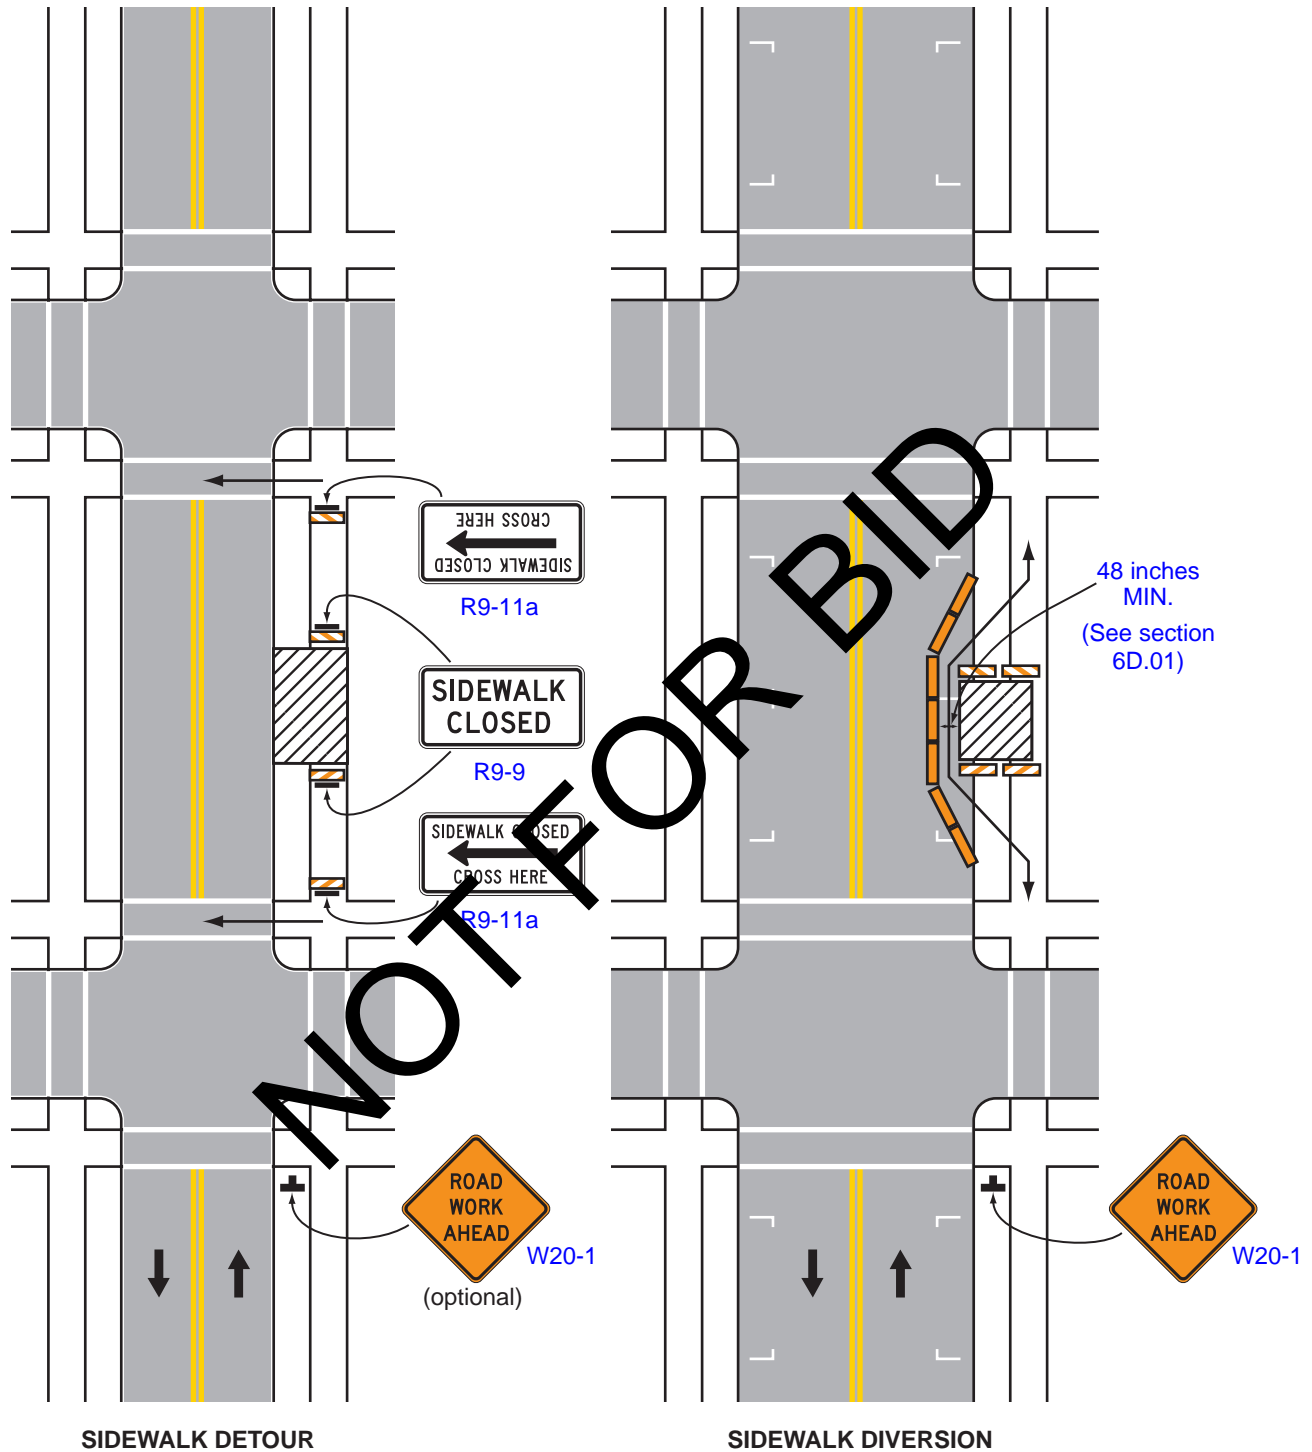 CROSS HERE
SIDEWALK CLOSED
R9-11a
SIDEWALK
CLOSED
R9-9
SIDEWALK CLOSED
CROSS HERE
R9-11a
ROAD
WORK
AHEAD
W20-1
(optional)
SIDEWALK DETOUR
48 inches
MIN.
(See section
6D.01)
ROAD
WORK
AHEAD
W20-1
SIDEWALK DIVERSION
NOT FOR BID